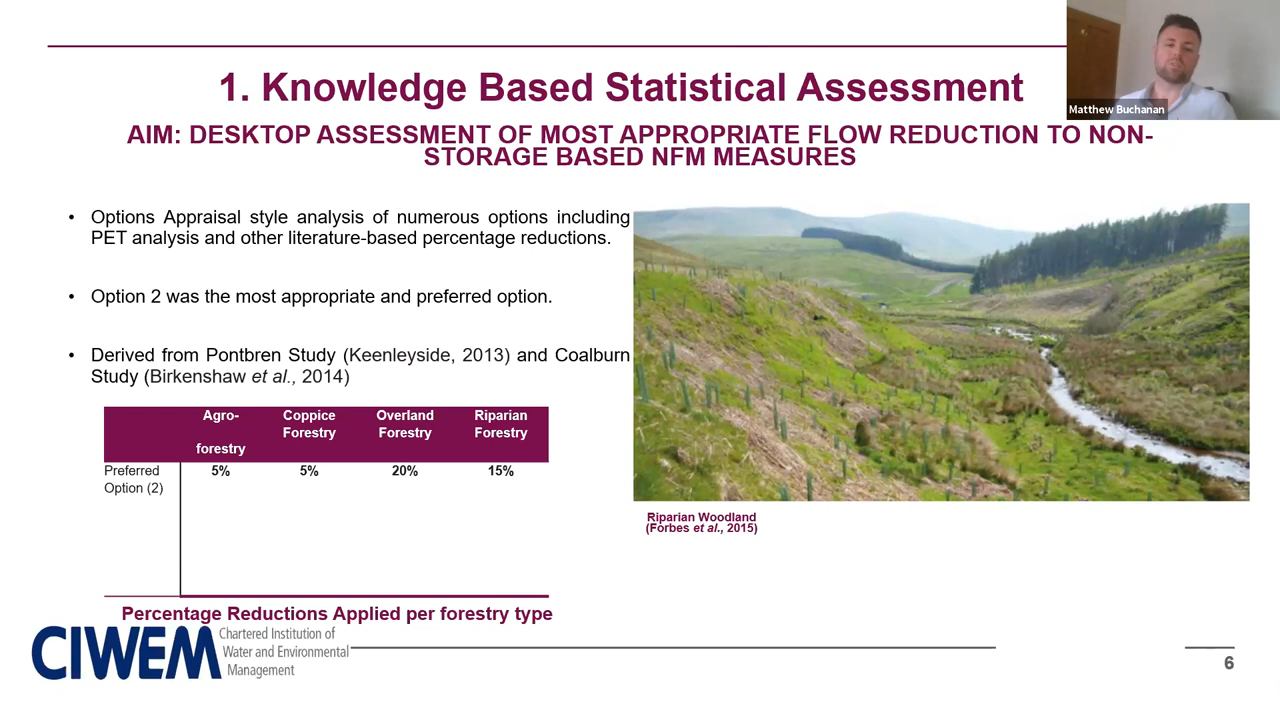 1. Knowledge Based Statistical Assessment
Matthew Buchanan
AIM: DESKTOP ASSESSMENT OF MOST APPROPRIATE FLOW REDUCTION TO NON-
STORAGE BASED NFM MEASURES
• Options Appraisal style analysis of numerous options including
PET analysis and other literature-based percentage reductions.
• Option 2 was the most appropriate and preferred option.
• Derived from Pontbren Study (Keenleyside, 2013) and Coalburn
Study (Birkenshaw et al., 2014)
Agro-
forestry
Coppice
Forestry
Overland
Forestry
Riparian
Forestry
Preferred
Option (2)
5%
5%
20%
15%
Percentage Reductions Applied per forestry type
Riparian Woodland
(Forbes et al., 2015)
CIWEM
Chartered Institution of
Water and Environmental
Management
6